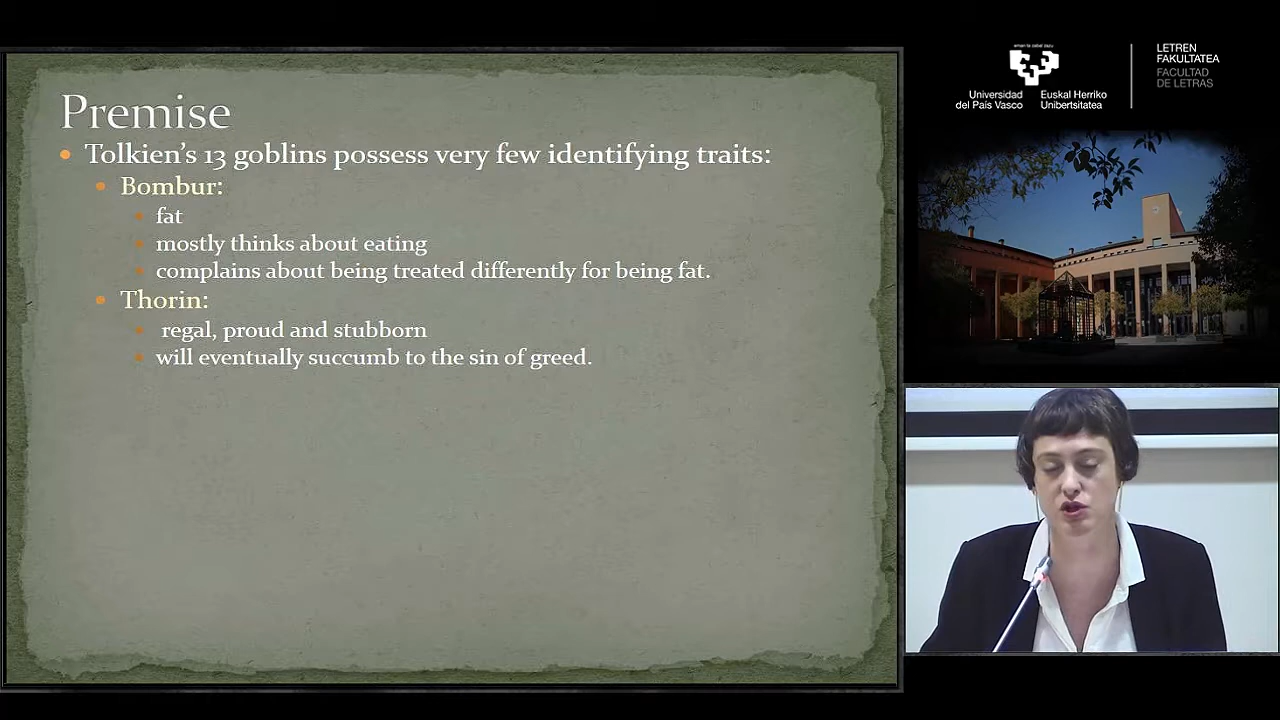 Premise
Tolkien's 13 goblins possess very few identifying traits:
Bombur:
fat
mostly thinks about eating
complains about being treated differently for being fat.
Thorin:
regal, proud and stubborn
will eventually succumb to the sin of greed.
Universidad
del País Vasco
Euskal Herriko
Unibertsitatea
LETREN
FAKULTATEA
FACULTAD
DE LETRAS